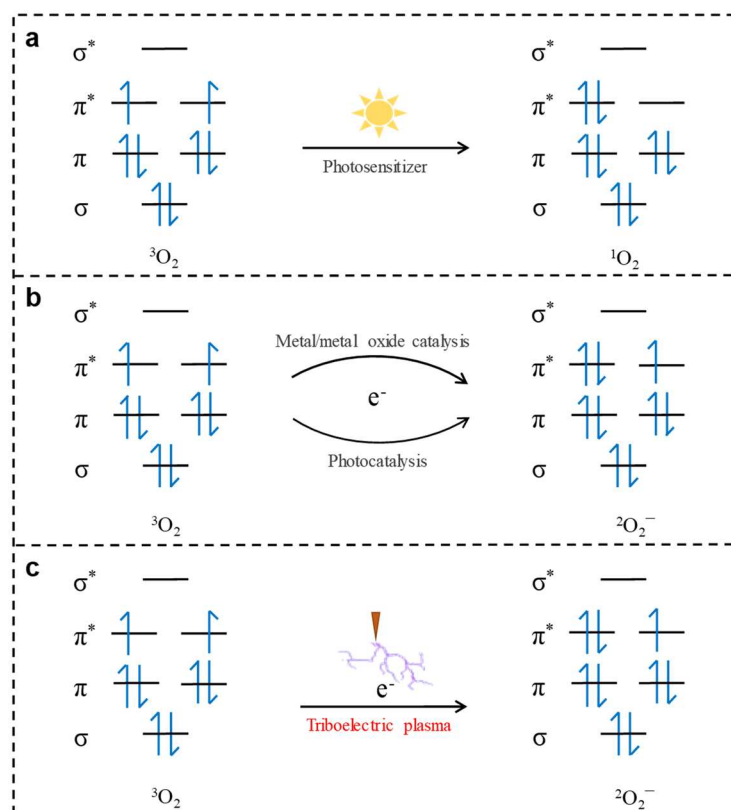 a
σ* σ*
π* π*
π Photosensitizer π
σ σ
³O₂ ¹O₂
b
σ* σ*
Metal/metal oxide catalysis
π* π*
e⁻
π π
Photocatalysis
σ σ
³O₂ ²O₂⁻
c
σ* σ*
π* π*
π e⁻ π
Triboelectric plasma
σ σ
³O₂ ²O₂⁻